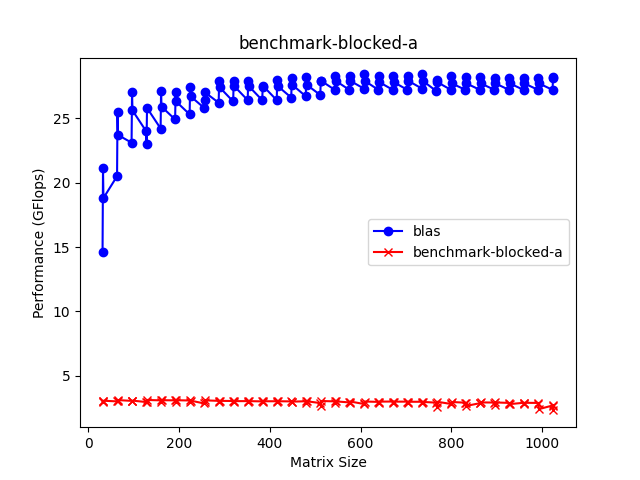 benchmark-blocked-a
Performance (GFlops)
25
20
15
10
5
blas
benchmark-blocked-a
0
200
400
600
800
1000
Matrix Size